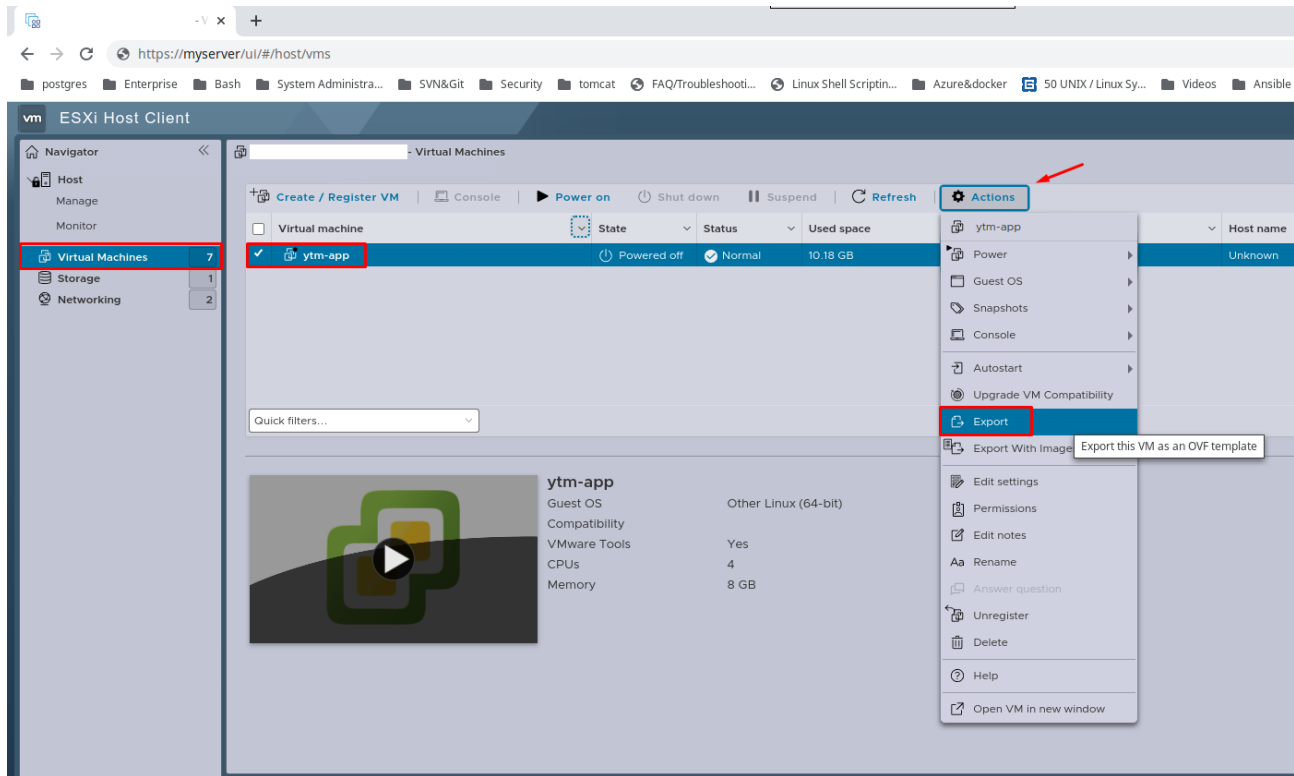 - V ×
+
https://myserver/ui/#/host/vms
postgres Enterprise Bash System Administra... SVN&Git Security tomcat FAQ/Troubleshooti... Linux Shell Scriptin... Azure&docker 50 UNIX / Linux Sy... Videos Ansible
vm ESXi Host Client
Navigator
- Virtual Machines
Host
Manage
Monitor
Virtual Machines 7
Storage 1
Networking 2
Create / Register VM Console Power on Shut down Suspend Refresh Actions
Virtual machine State Status Used space Host name
ytm-app Powered off Normal 10.18 GB Unknown
Quick filters...
ytm-app
Guest OS Other Linux (64-bit)
Compatibility
VMware Tools Yes
CPUs 4
Memory 8 GB
ytm-app
Power
Guest OS
Snapshots
Console
Autostart
Upgrade VM Compatibility
Export
Export With Image
Export this VM as an OVF template
Edit settings
Permissions
Edit notes
Aa Rename
Answer question
Unregister
Delete
Help
Open VM in new window